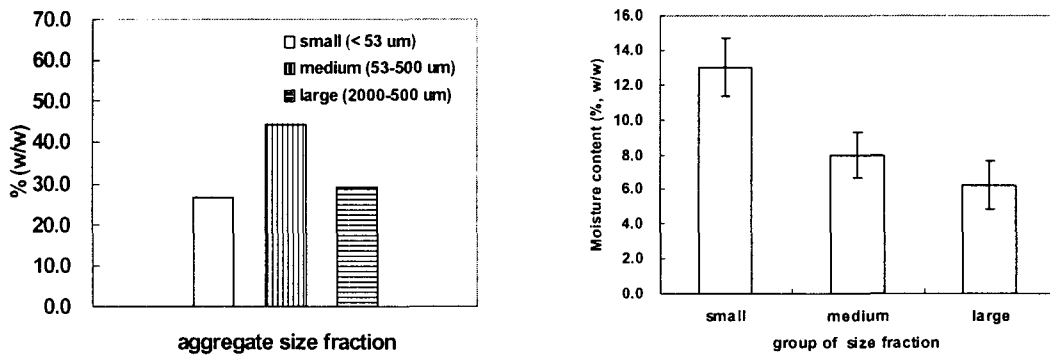 70.0
60.0
50.0
40.0
30.0
20.0
10.0
0.0
% (w/w)
small (< 53 um)
medium (53-500 um)
large (2000-500 um)
aggregate size fraction
16.0
14.0
12.0
10.0
8.0
6.0
4.0
2.0
0.0
Moisture content (%, w/w)
small medium large
group of size fraction